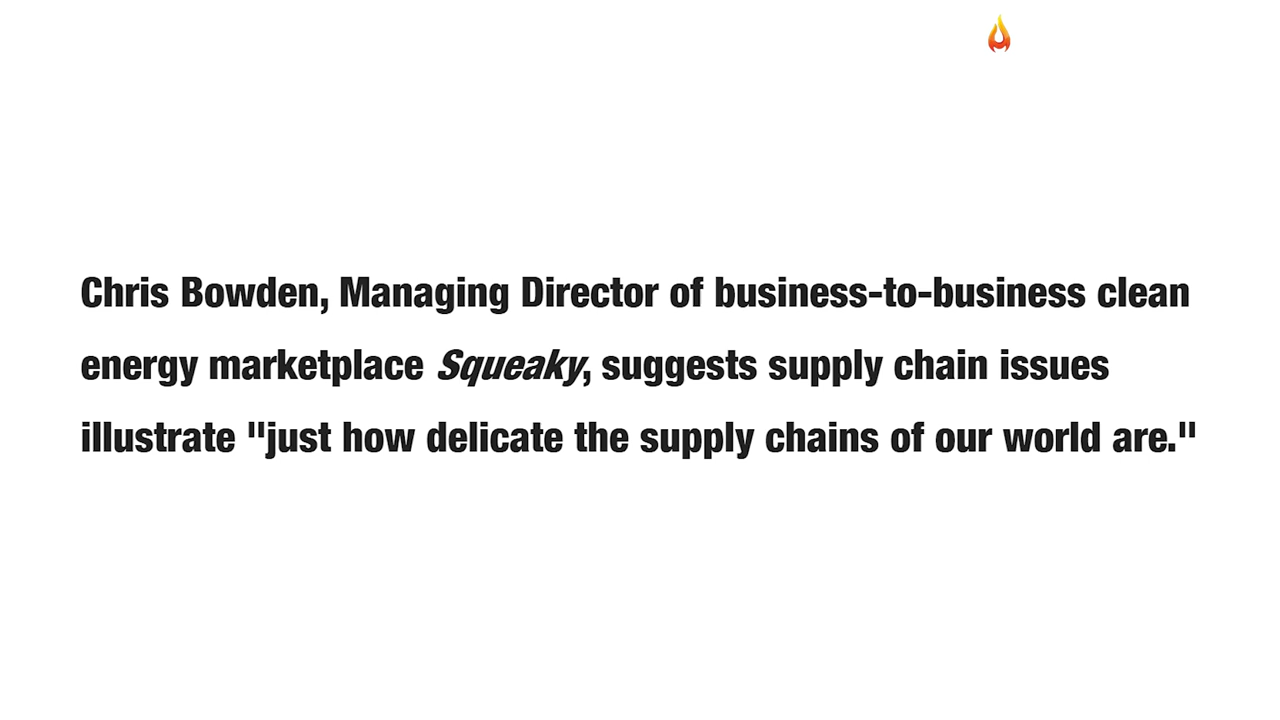 Chris Bowden, Managing Director of business-to-business clean
energy marketplace Squeaky, suggests supply chain issues
illustrate "just how delicate the supply chains of our world are."